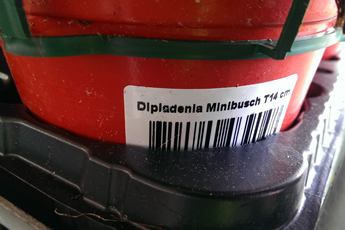 Dipladenia Minibusch T14 cm